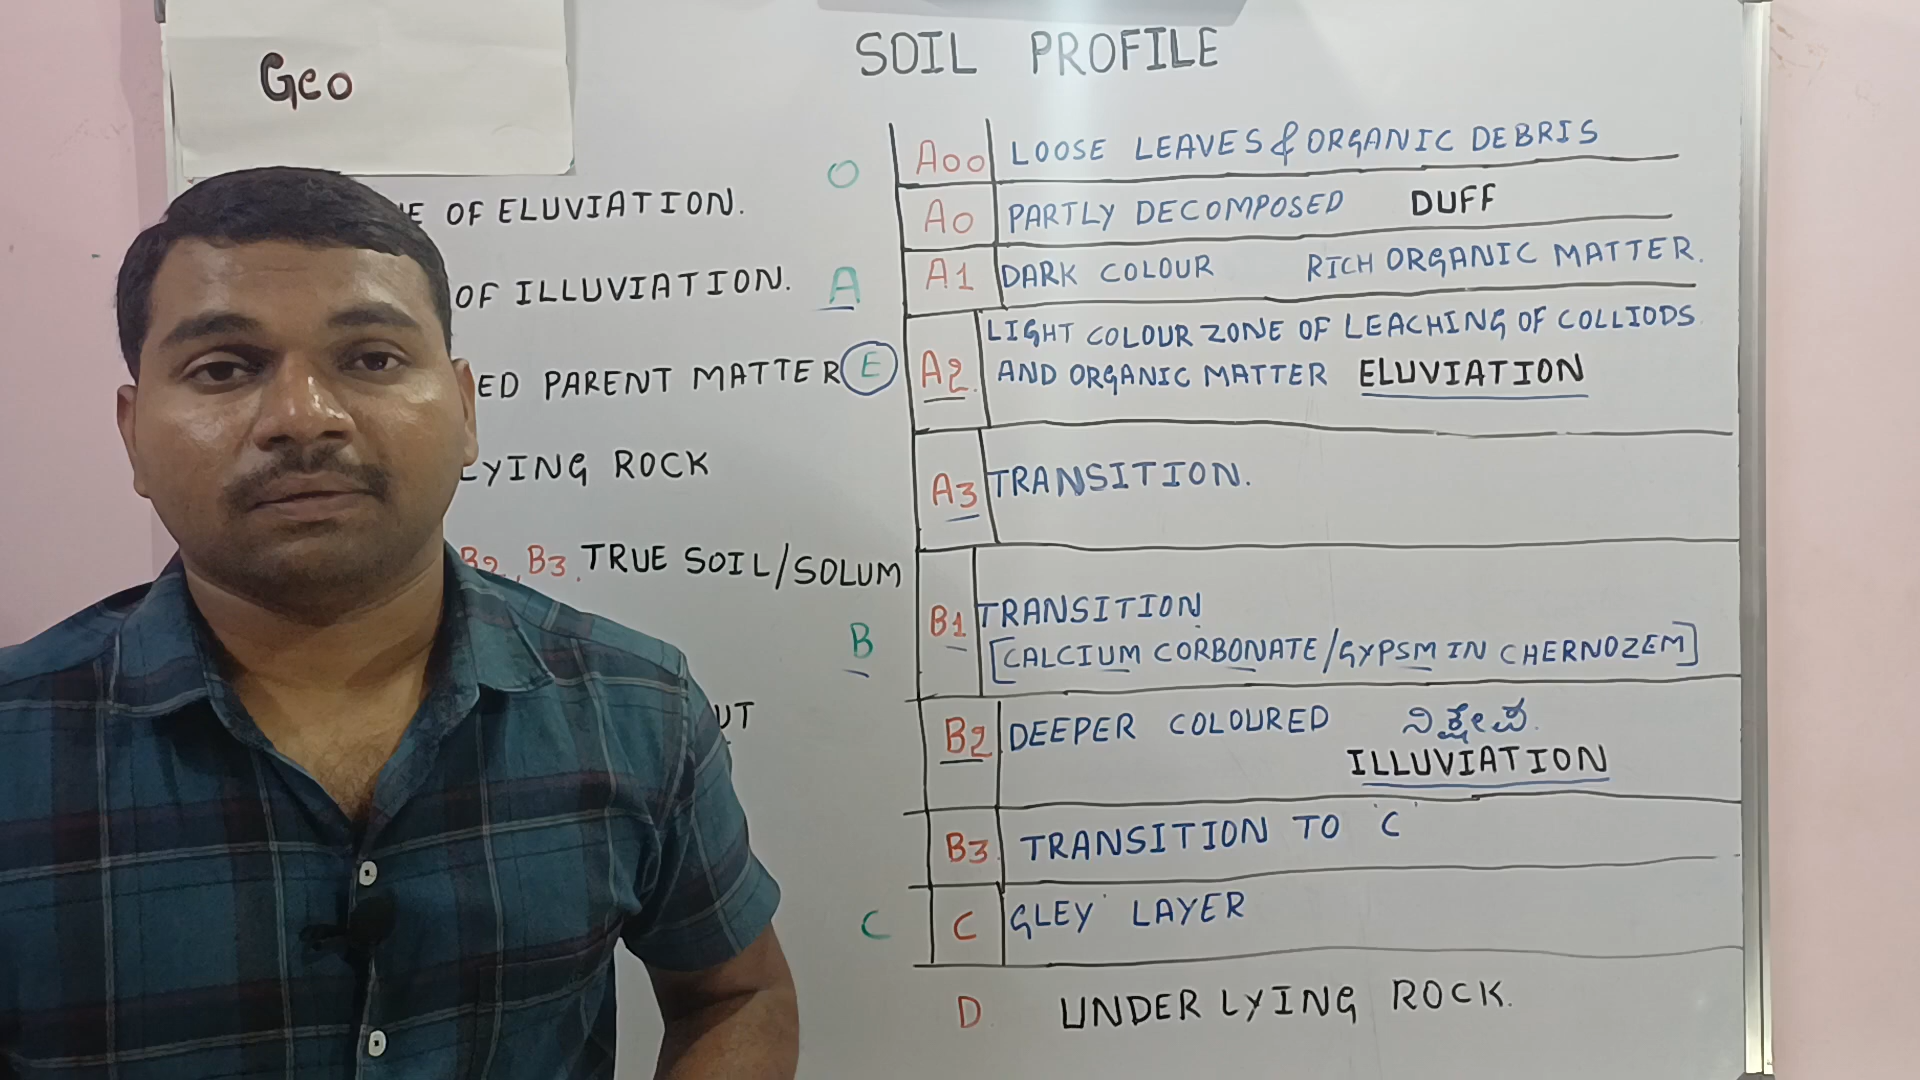 Geo
SOIL PROFILE
OF ELUVIATION.
OF ILLUVIATION.
PARENT MATTER
ROCK
B3. TRUE SOIL/SOLUM
O
A
E
B
C
A00 LOOSE LEAVES & ORGANIC DEBRIS
A0 PARTLY DECOMPOSED DUFF
A1 DARK COLOUR RICH ORGANIC MATTER.
A2. LIGHT COLOUR ZONE OF LEACHING OF COLLIODS
AND ORGANIC MATTER ELUVIATION
A3 TRANSITION.
B1 TRANSITION
[CALCIUM CORBONATE/GYPSM IN CHERNOZEM]
B2 DEEPER COLOURED ನಿಕ್ಷೇಪ.
ILLUVIATION
B3. TRANSITION TO 'C'
C GLEY LAYER
D. UNDERLYING ROCK.